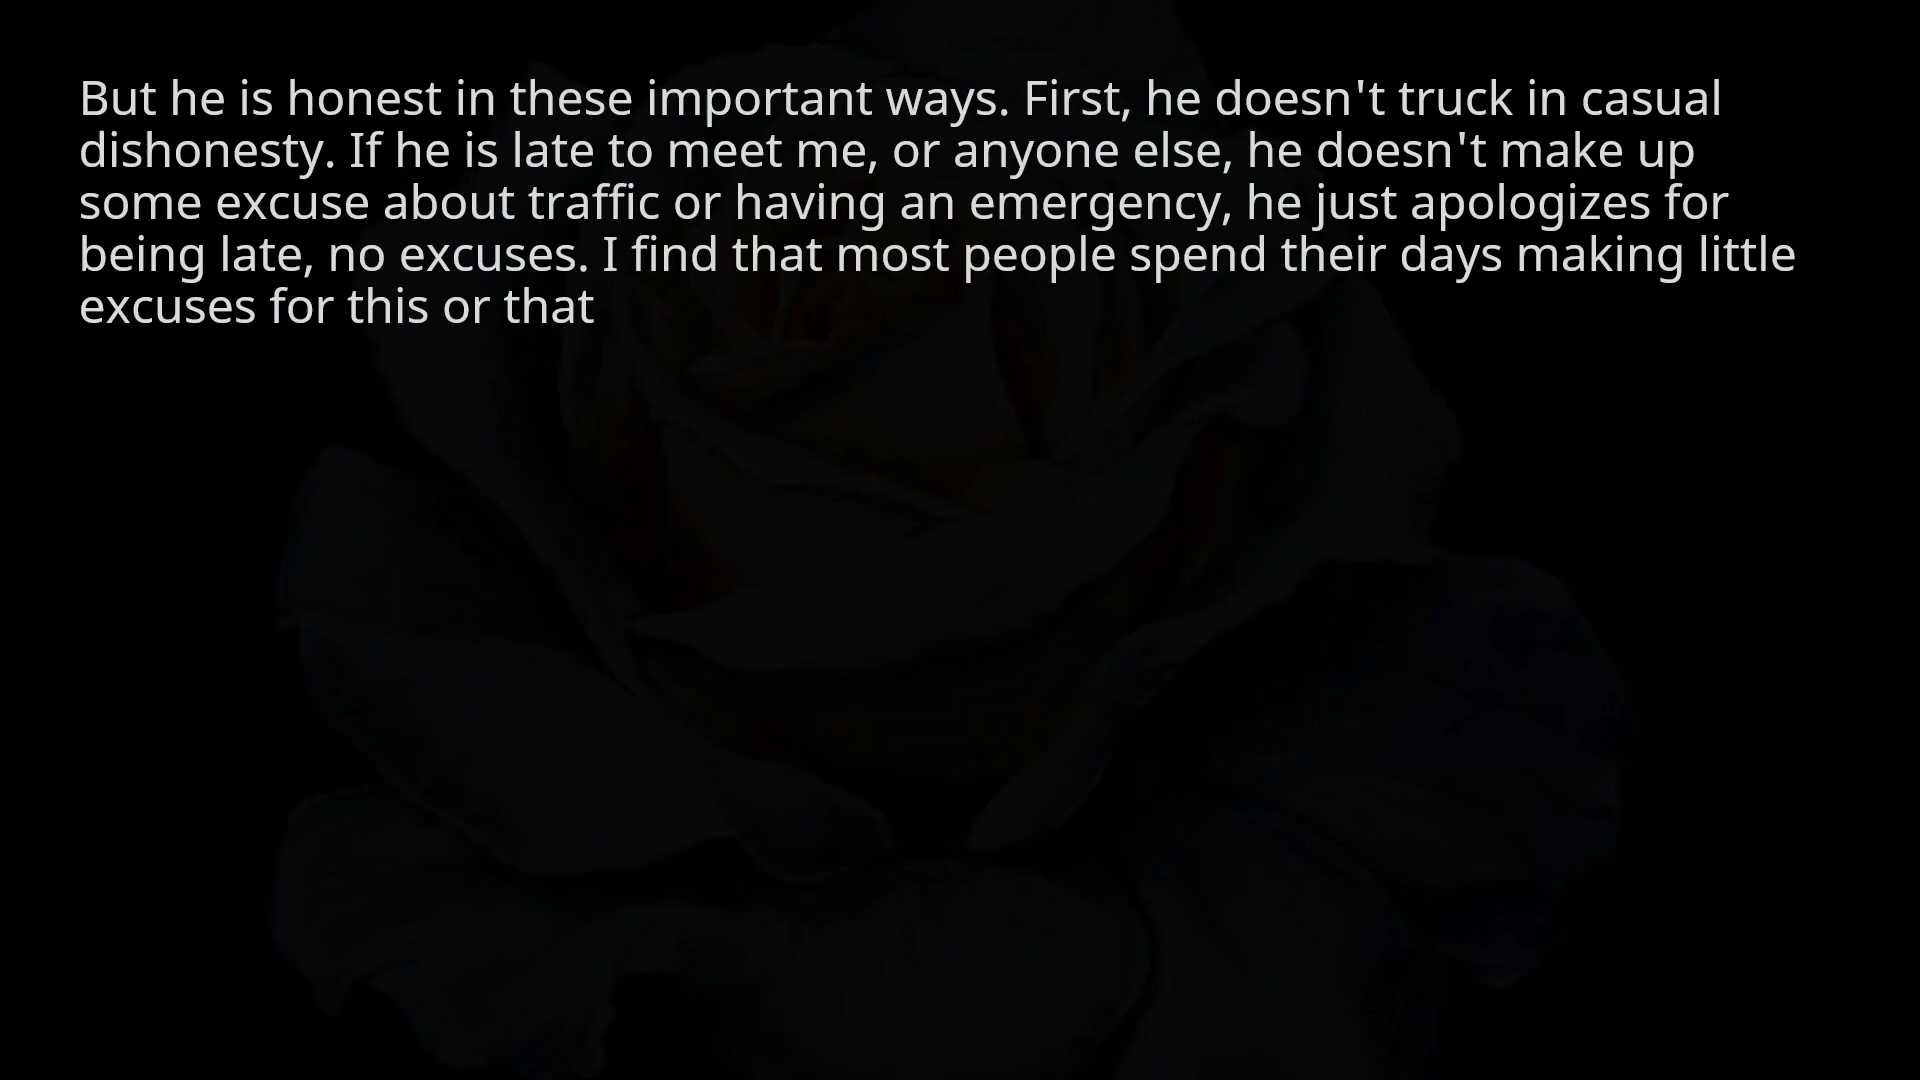 But he is honest in these important ways. First, he doesn't truck in casual
dishonesty. If he is late to meet me, or anyone else, he doesn't make up
some excuse about traffic or having an emergency, he just apologizes for
being late, no excuses. I find that most people spend their days making little
excuses for this or that